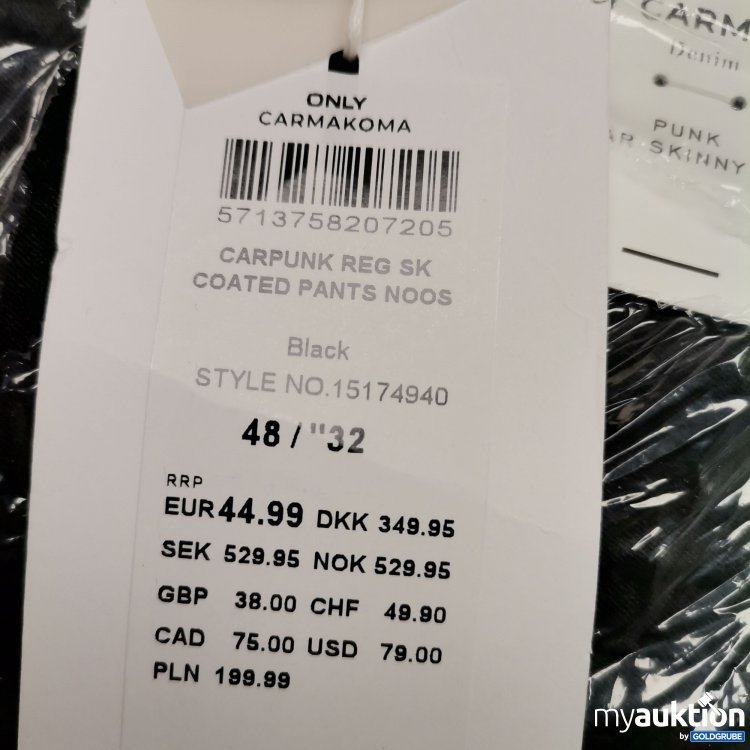 ONLY
CARMAKOMA
5713758207205
CARPUNK REG SK
COATED PANTS NOOS
Black
STYLE NO.15174940
48 / "32
RRP
EUR 44.99 DKK 349.95
SEK 529.95 NOK 529.95
GBP 38.00 CHF 49.90
CAD 75.00 USD 79.00
PLN 199.99
CARM
Denim
PUNK
AR SKINNY
myauktion
by GOLDGRUBE